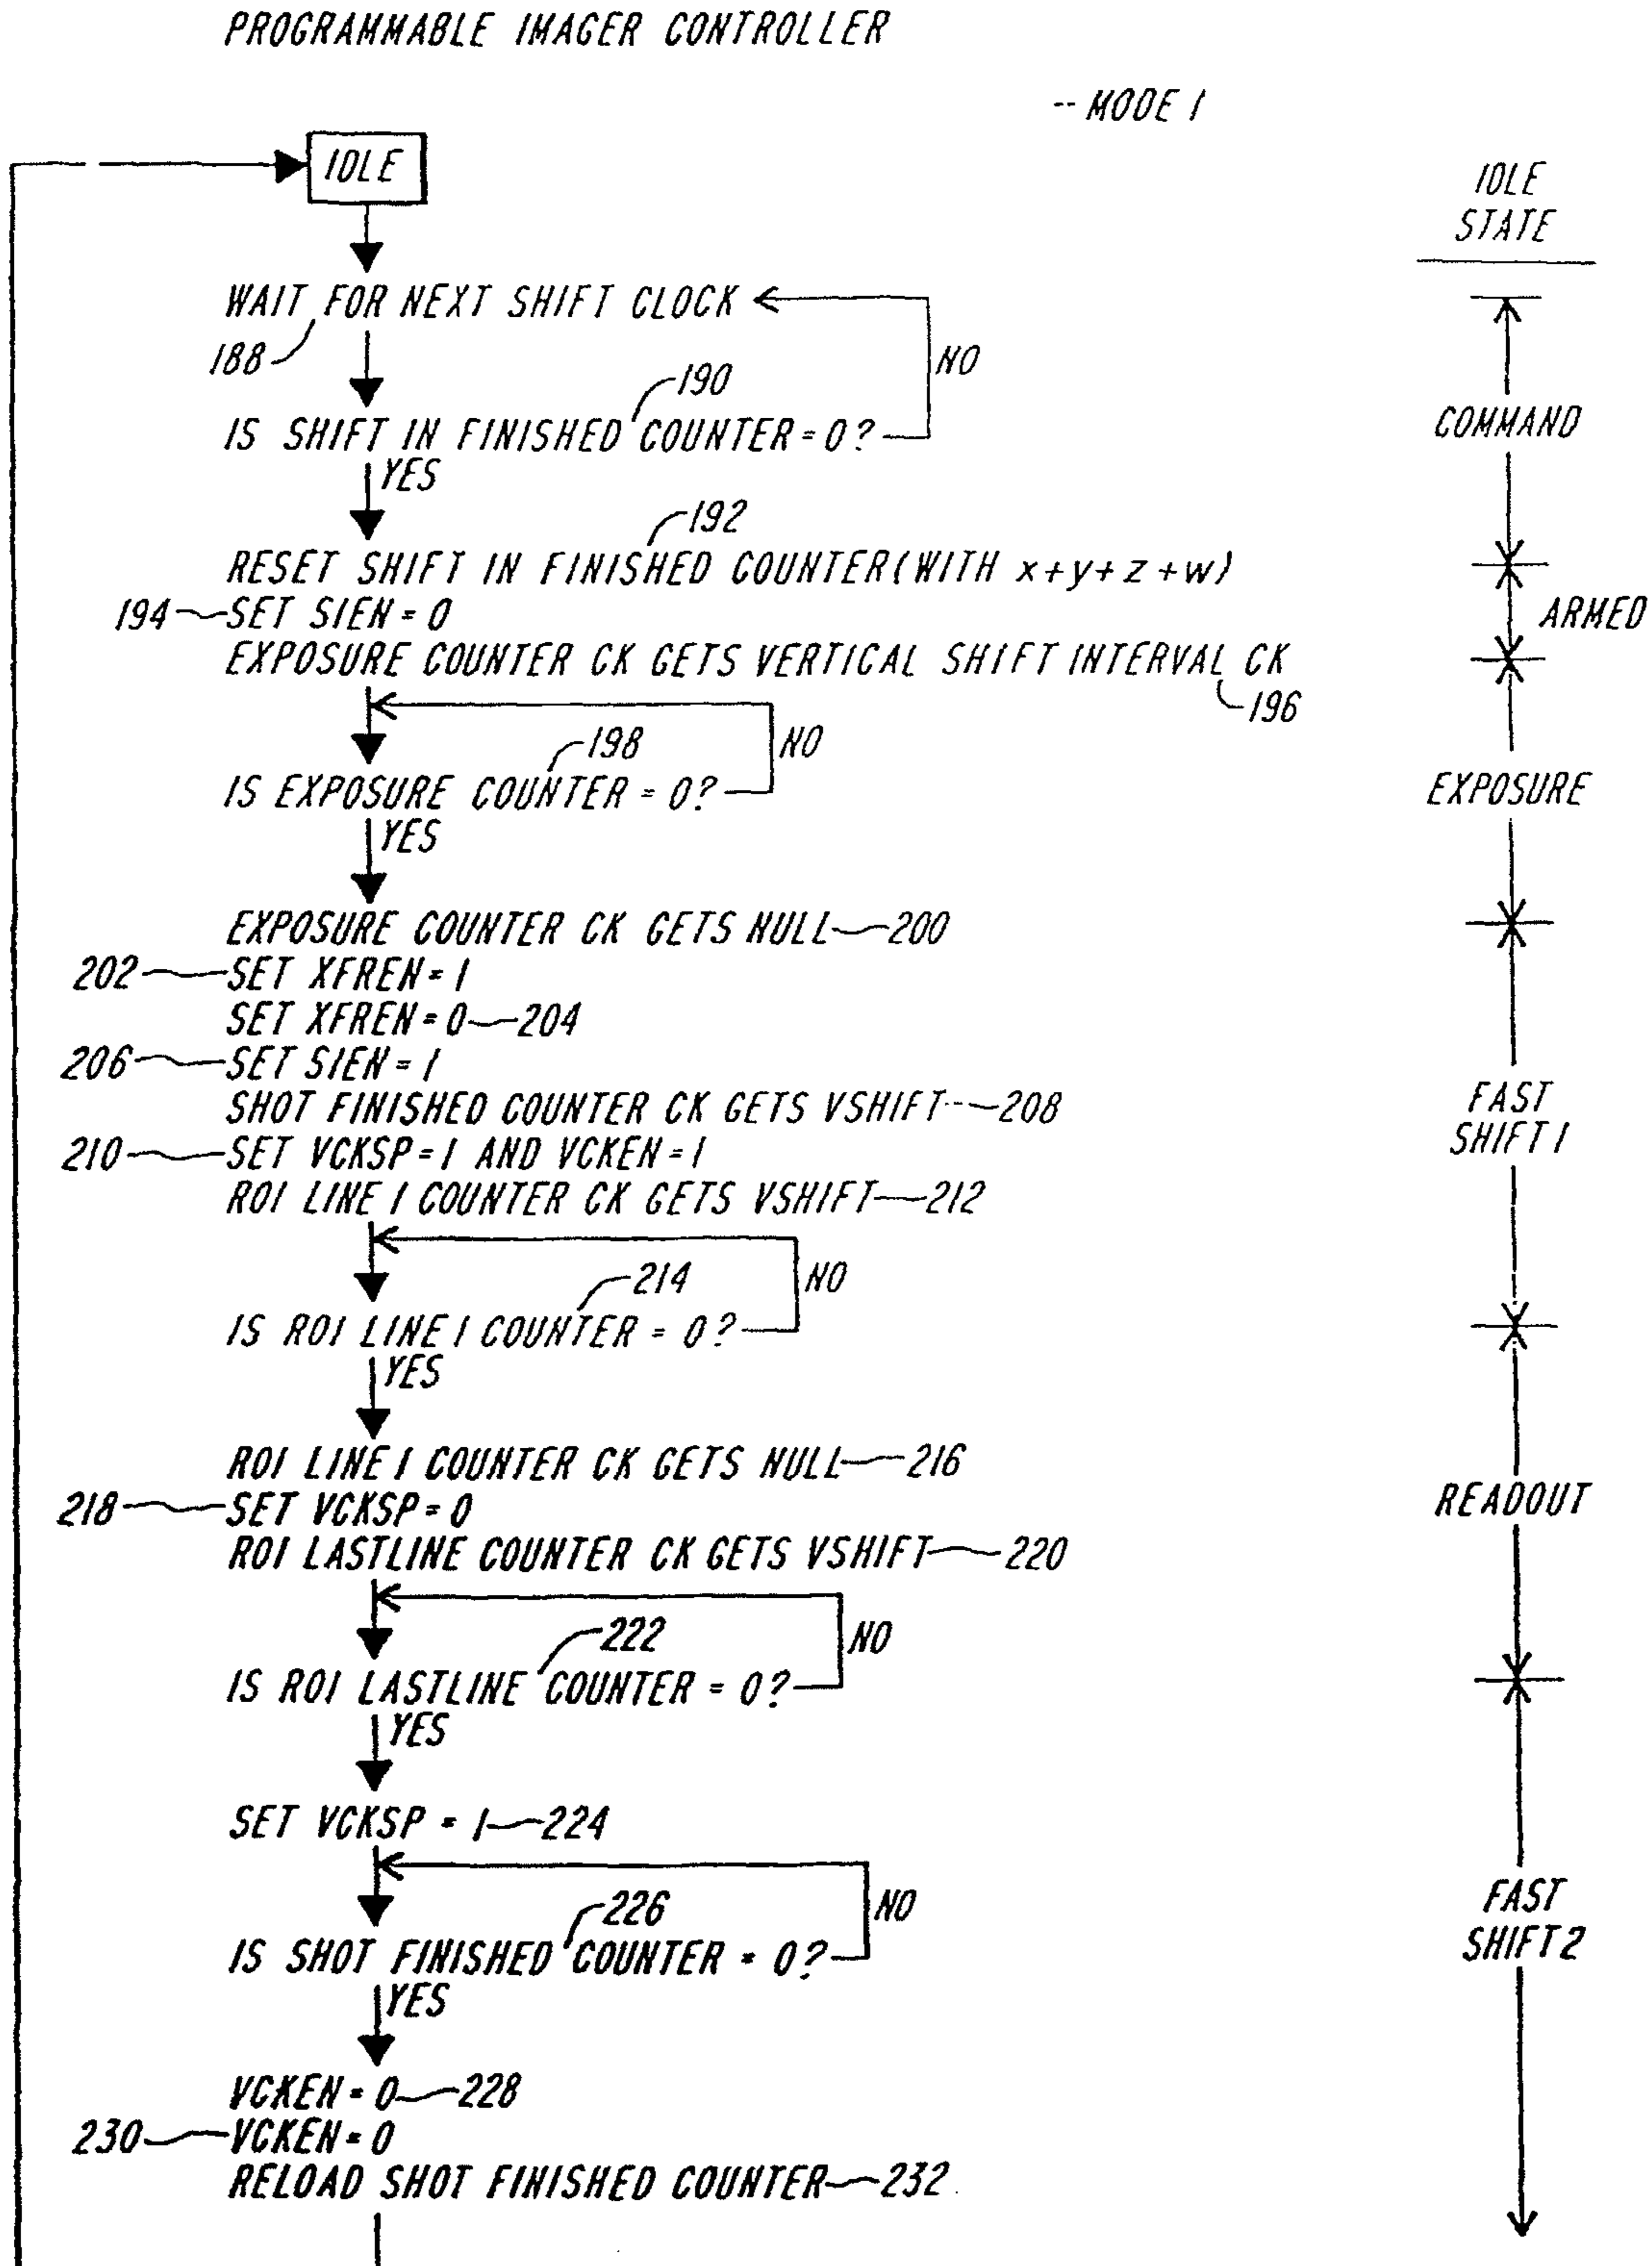 PROGRAMMABLE IMAGER CONTROLLER
-- MODE 1
IDLE
IDLE
STATE
WAIT FOR NEXT SHIFT CLOCK
188
NO
190
IS SHIFT IN FINISHED COUNTER = 0?
COMMAND
YES
192
RESET SHIFT IN FINISHED COUNTER (WITH x+y+z+w)
194 SET SIEN = 0
ARMED
EXPOSURE COUNTER CK GETS VERTICAL SHIFT INTERVAL CK
196
198
NO
IS EXPOSURE COUNTER = 0?
EXPOSURE
YES
EXPOSURE COUNTER CK GETS NULL 200
202 SET XFREN = 1
SET XFREN = 0 204
206 SET SIEN = 1
SHOT FINISHED COUNTER CK GETS VSHIFT 208
FAST
SHIFT 1
210 SET VCKSP = 1 AND VCKEN = 1
ROI LINE 1 COUNTER CK GETS VSHIFT 212
214
NO
IS ROI LINE 1 COUNTER = 0?
YES
ROI LINE 1 COUNTER CK GETS NULL 216
218 SET VCKSP = 0
READOUT
ROI LASTLINE COUNTER CK GETS VSHIFT 220
222
NO
IS ROI LASTLINE COUNTER = 0?
YES
SET VCKSP = 1 224
226
NO
FAST
SHIFT 2
IS SHOT FINISHED COUNTER = 0?
YES
VCKEN = 0 228
230 VCKEN = 0
RELOAD SHOT FINISHED COUNTER 232